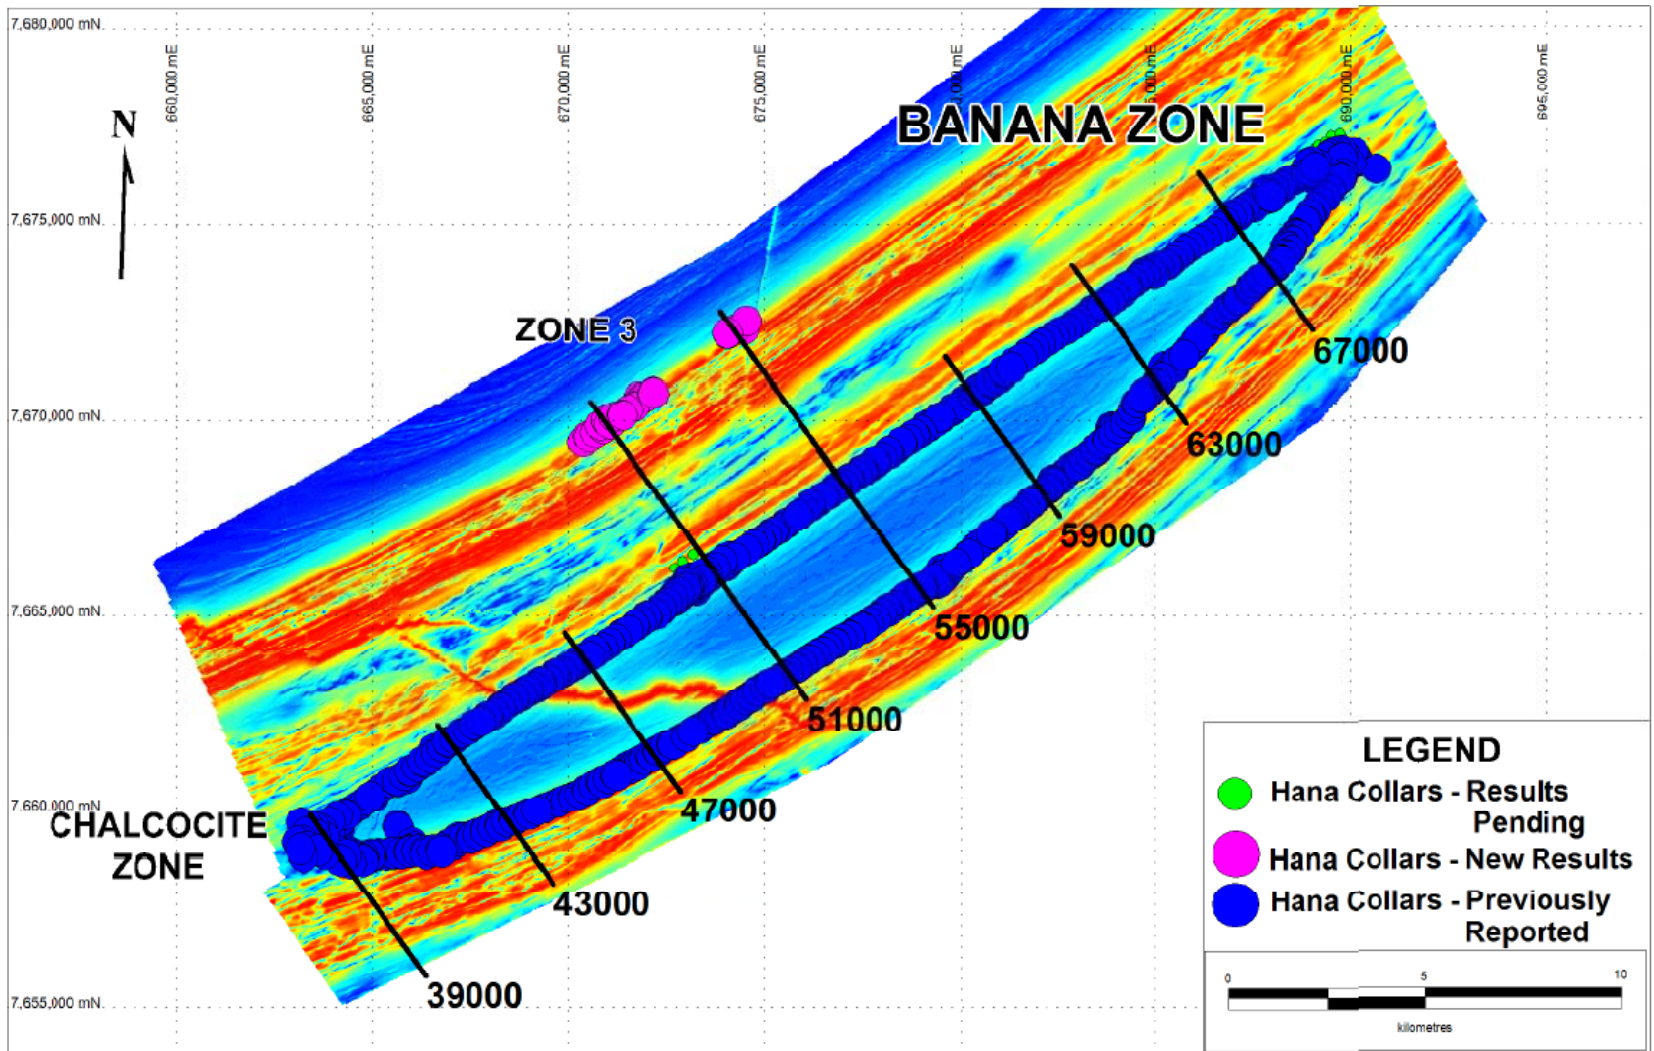 7,680,000 mN
660,000 mE
665,000 mE
670,000 mE
675,000 mE
690,000 mE
695,000 mE
N
BANANA ZONE
7,675,000 mN
ZONE 3
67000
7,670,000 mN
63000
59000
7,665,000 mN
55000
51000
7,660,000 mN
47000
CHALCOCITE
ZONE
43000
39000
7,655,000 mN
LEGEND
Hana Collars - Results
Pending
Hana Collars - New Results
Hana Collars - Previously
Reported
0 5 10
kilometres